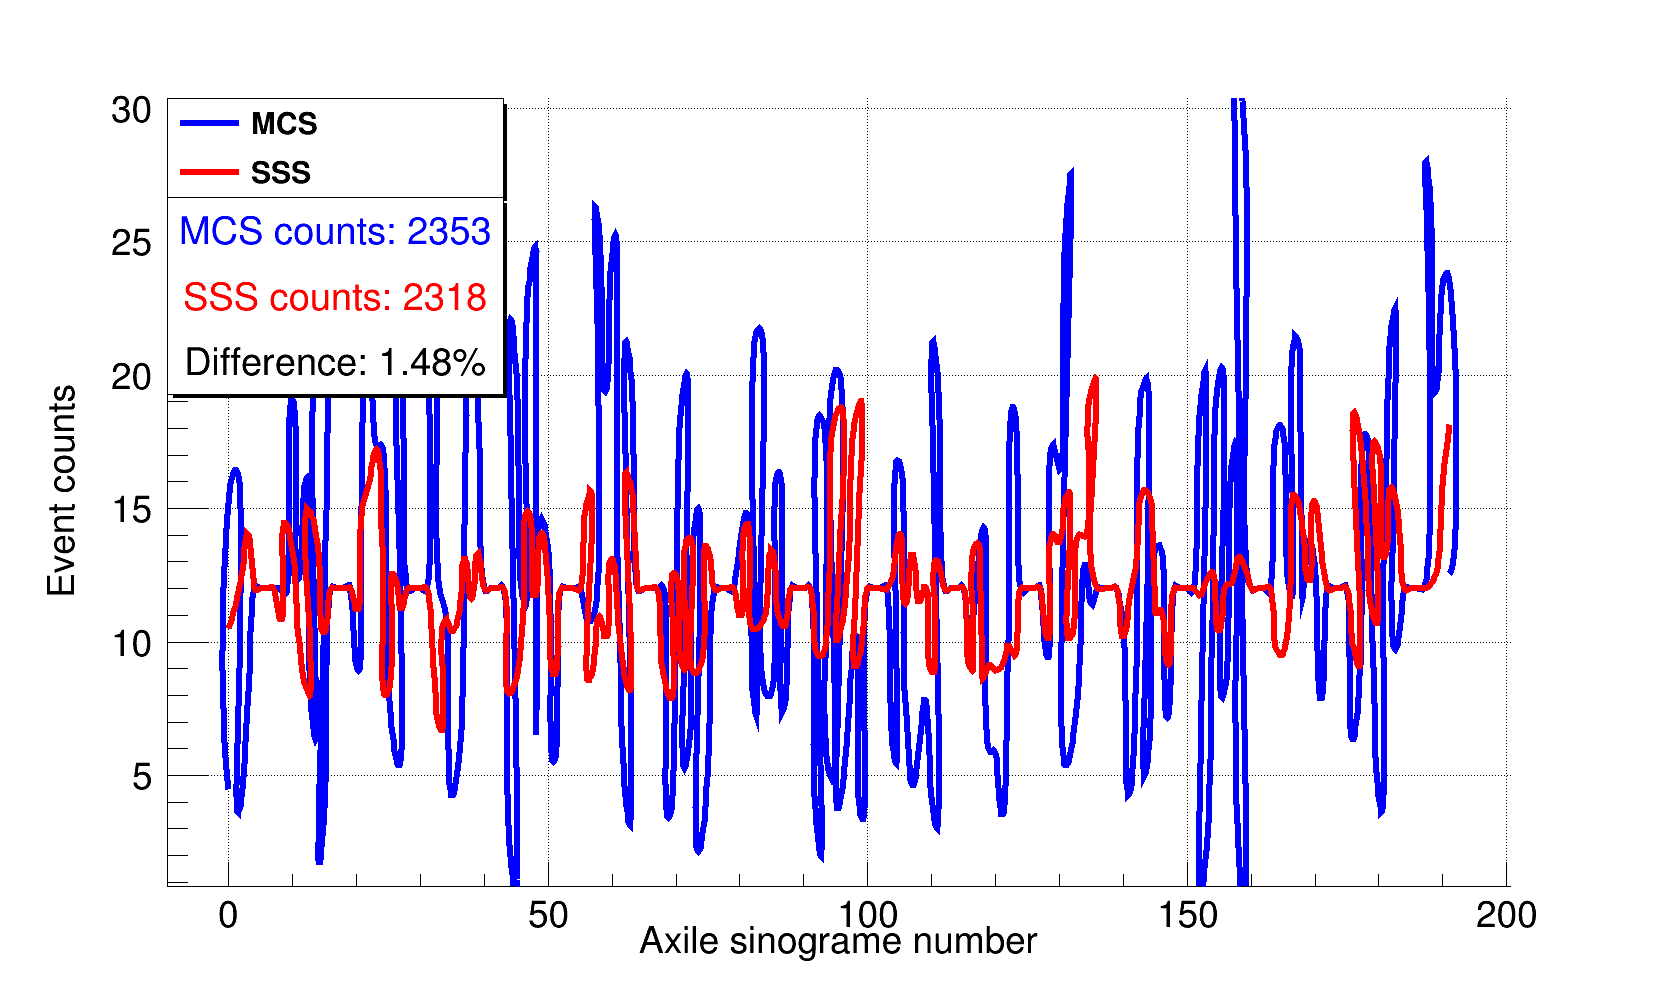 MCS
SSS
MCS counts: 2353
SSS counts: 2318
Difference: 1.48%
30
25
20
15
10
5
Event counts
0 50 100 150 200
Axile sinograme number